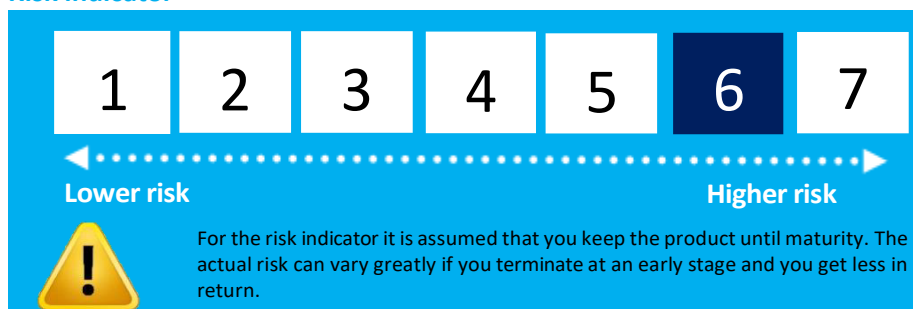 1 2 3 4 5 6 7
Lower risk Higher risk
For the risk indicator it is assumed that you keep the product until maturity. The
actual risk can vary greatly if you terminate at an early stage and you get less in
return.